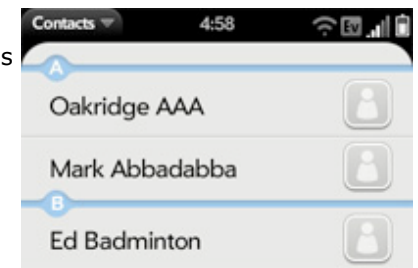 Contacts 4:58 Ev
s
A
Oakridge AAA
Mark Abbadabba
B
Ed Badminton